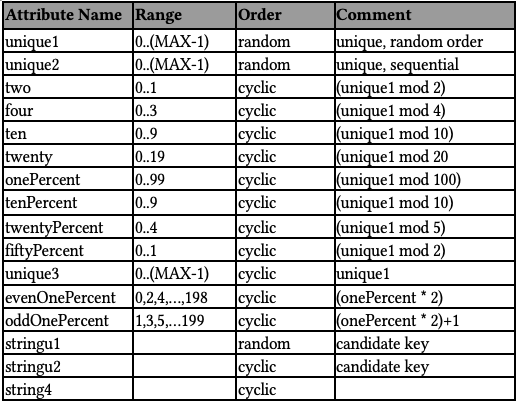 Attribute Name Range Order Comment
unique1 0..(MAX-1) random unique, random order
unique2 0..(MAX-1) random unique, sequential
two 0..1 cyclic (unique1 mod 2)
four 0..3 cyclic (unique1 mod 4)
ten 0..9 cyclic (unique1 mod 10)
twenty 0..19 cyclic (unique1 mod 20
onePercent 0..99 cyclic (unique1 mod 100)
tenPercent 0..9 cyclic (unique1 mod 10)
twentyPercent 0..4 cyclic (unique1 mod 5)
fiftyPercent 0..1 cyclic (unique1 mod 2)
unique3 0..(MAX-1) cyclic unique1
evenOnePercent 0,2,4,...,198 cyclic (onePercent * 2)
oddOnePercent 1,3,5,...199 cyclic (onePercent * 2)+1
stringu1 random candidate key
stringu2 cyclic candidate key
string4 cyclic